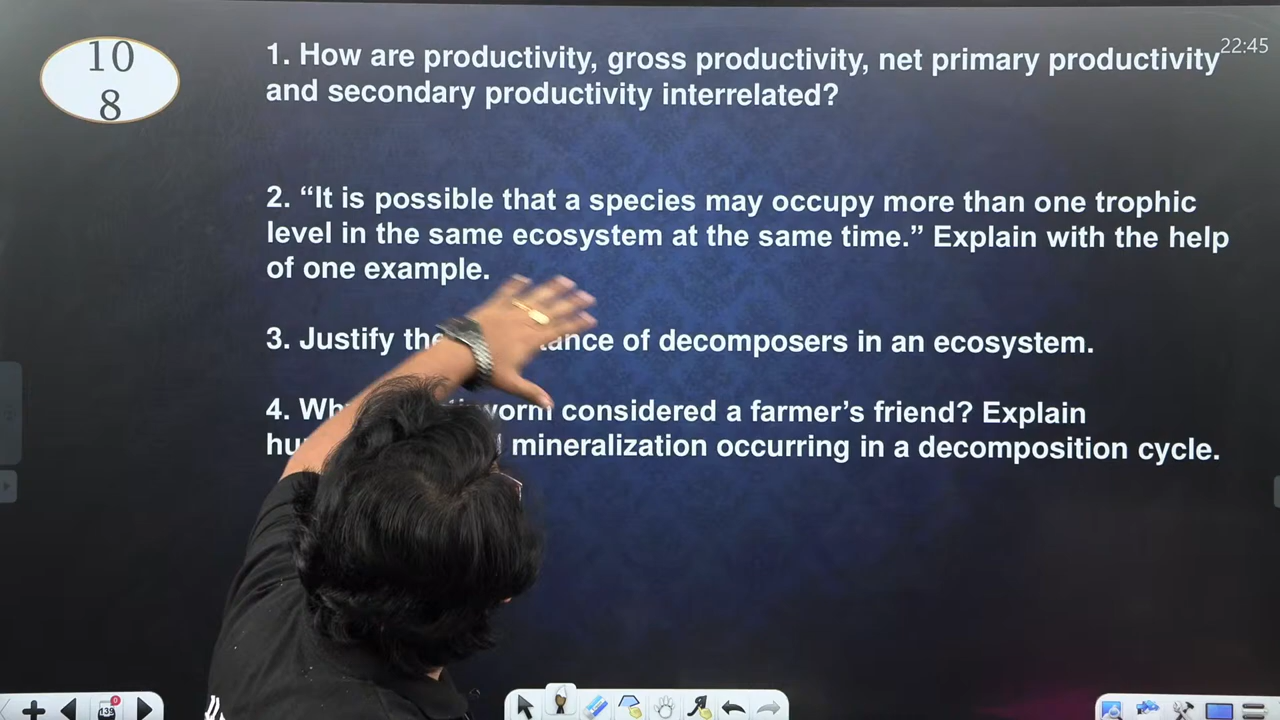 10
8
22:45
1. How are productivity, gross productivity, net primary productivity
and secondary productivity interrelated?
2. “It is possible that a species may occupy more than one trophic
level in the same ecosystem at the same time.” Explain with the help
of one example.
3. Justify the of decomposers in an ecosystem.
4. considered a farmer’s friend? Explain
mineralization occurring in a decomposition cycle.
139